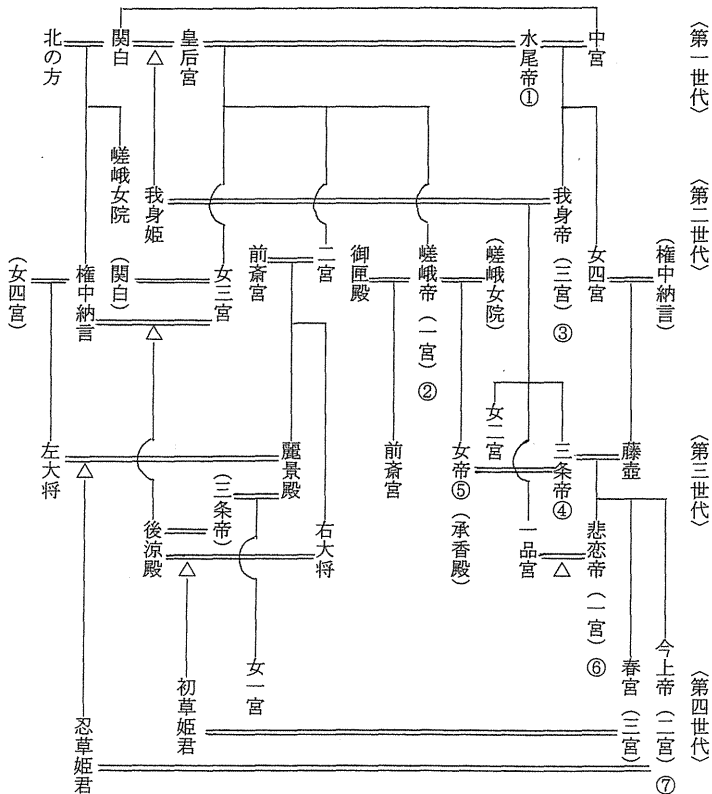 〈第一世代〉
中宮
水尾帝①
皇后宮
△
関白
北の方
〈第二世代〉
(権中納言)
女四宮
我身帝(三宮)③
(嵯峨女院)
嵯峨帝(一宮)②
御匣殿
二宮
前斎宮
女三宮
(関白)
△
我身姫
嵯峨女院
権中納言
(女四宮)
〈第三世代〉
藤壺
三条帝④
女二宮
女帝⑤(承香殿)
前斎宮
悲恋帝(一宮)⑥
△
一品宮
右大将
麗景殿
(三条帝)
後涼殿
△
左大将
△
〈第四世代〉
今上帝(二宮)⑦
春宮(三宮)
女一宮
初草姫君
忍草姫君